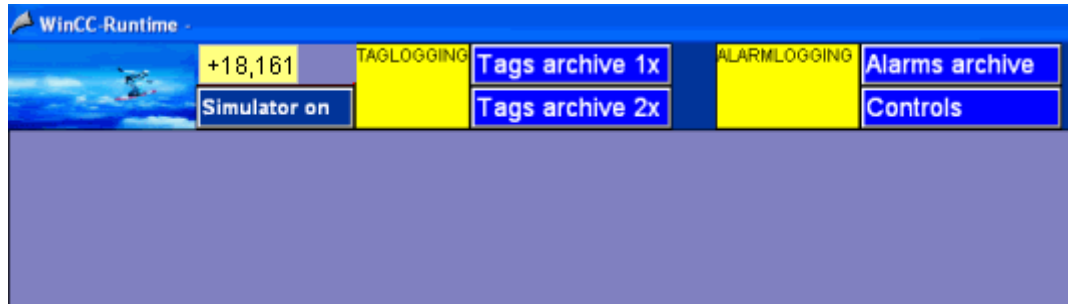 WinCC-Runtime -
+18,161
TAGLOGGING
Tags archive 1x
ALARMLOGGING
Alarms archive
Simulator on
Tags archive 2x
Controls